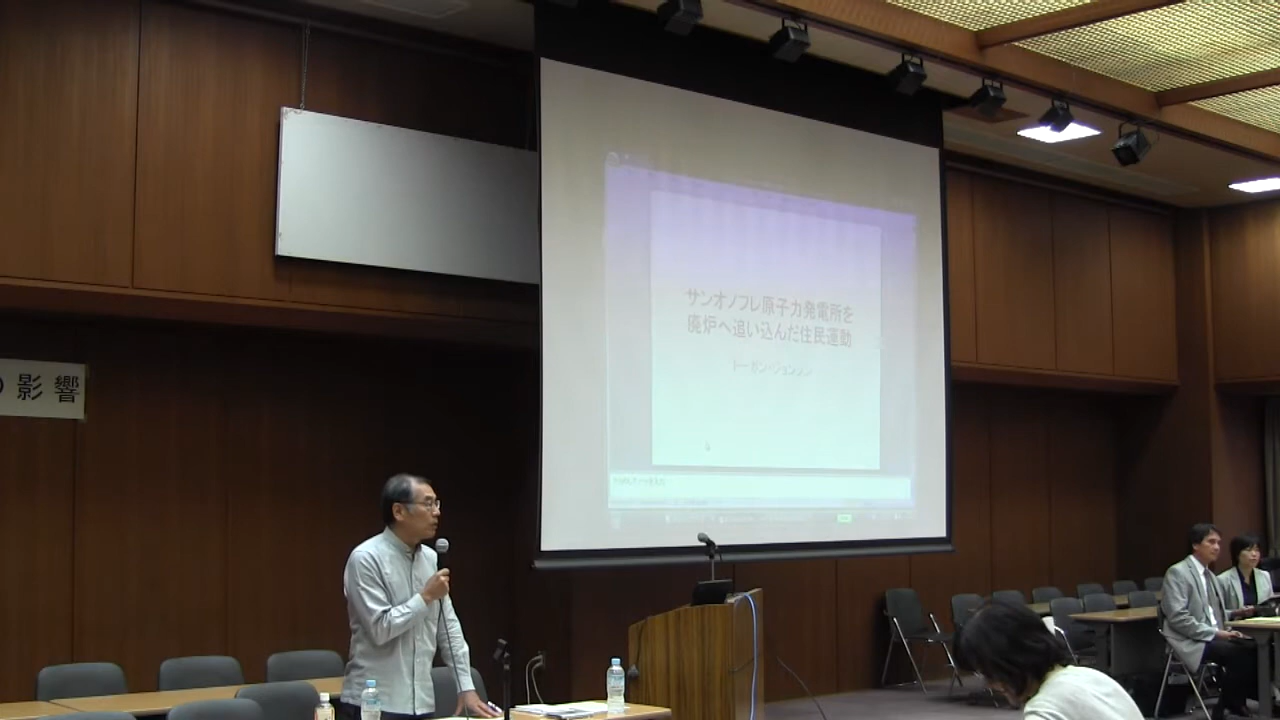 サンオノフレ原子力発電所を
廃炉へ追い込んだ住民運動
トーガン・ジョンソン
の影響